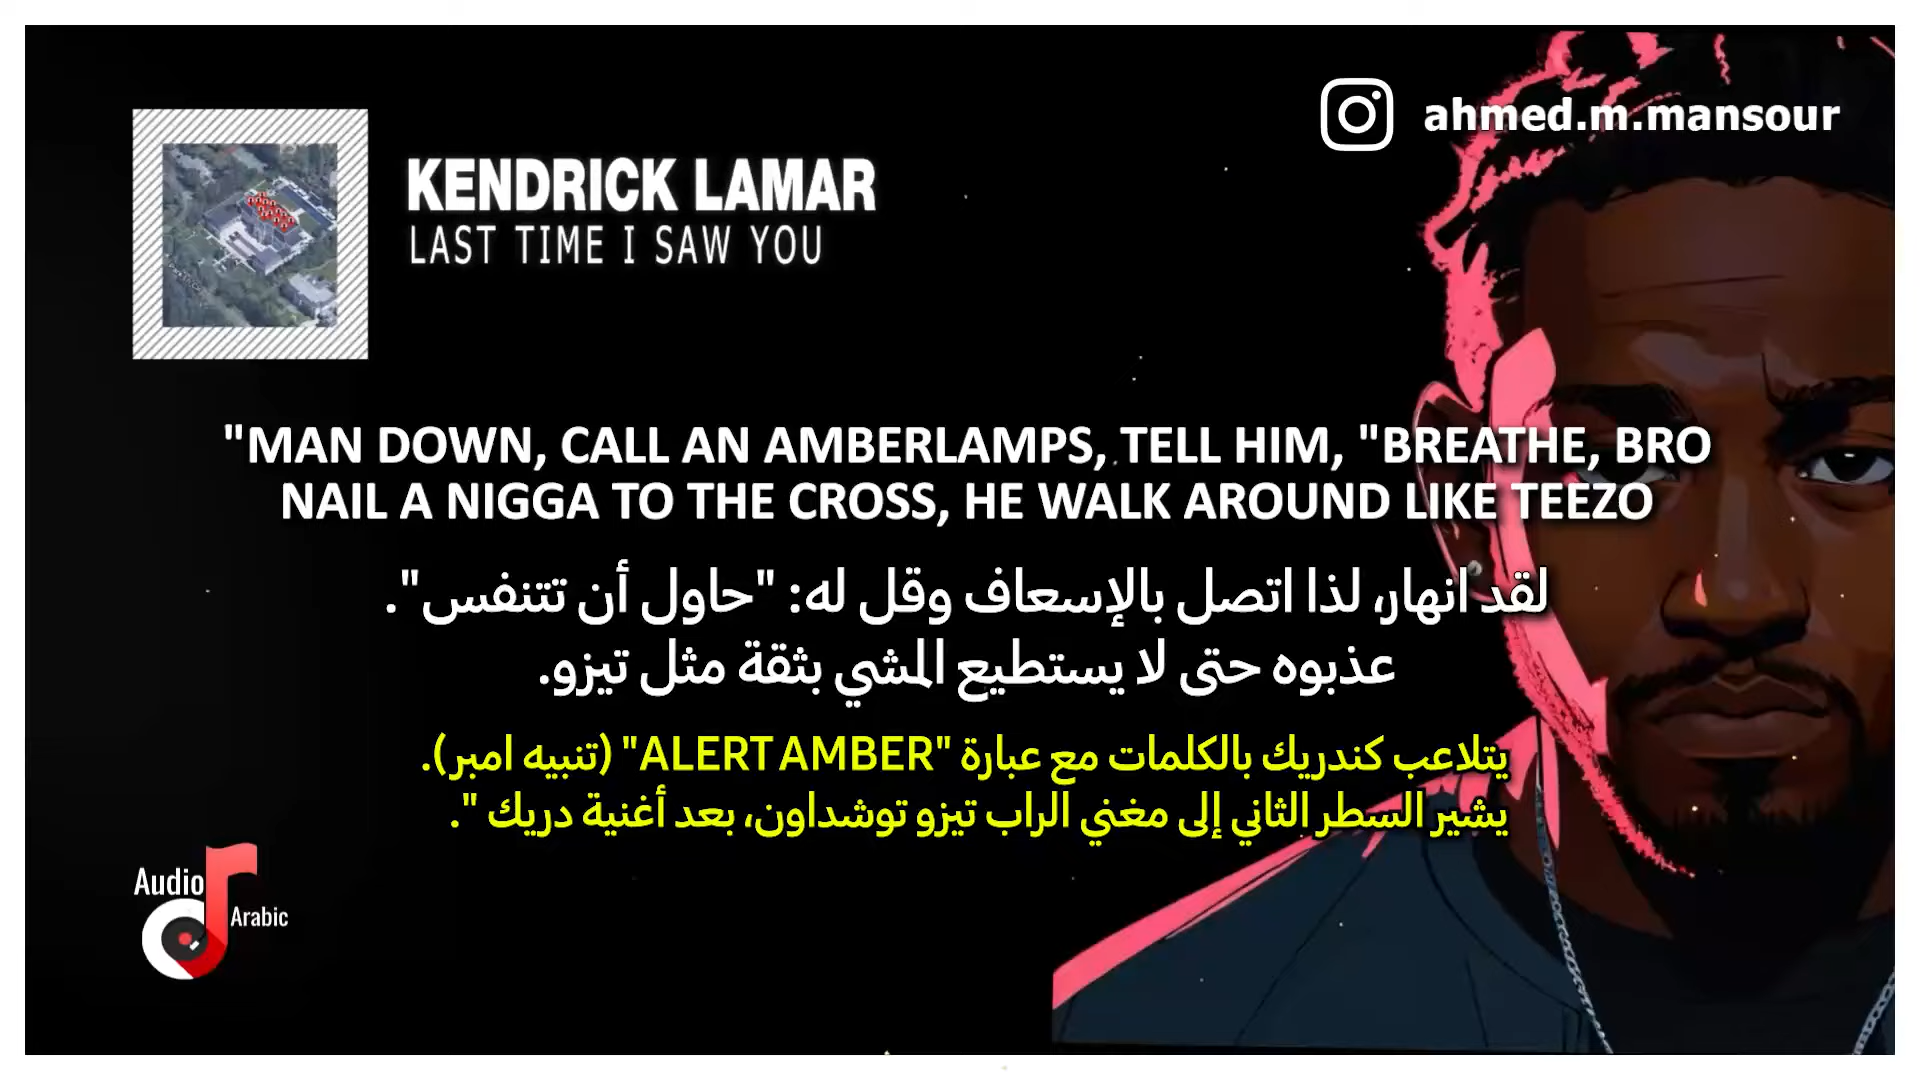 ahmed.m.mansour
KENDRICK LAMAR
LAST TIME I SAW YOU
"MAN DOWN, CALL AN AMBERLAMPS, TELL HIM, "BREATHE, BRO
NAIL A NIGGA TO THE CROSS, HE WALK AROUND LIKE TEEZO
لقد انهار، لذا اتصل بالإسعاف وقل له: "حاول أن تتنفس".
عذبوه حتى لا يستطيع المشي بثقة مثل تيزو.
يتلاعب كندريك بالكلمات مع عبارة "ALERT AMBER" (تنبيه امبر).
يشير السطر الثاني إلى مغني الراب تيزو توشداون، بعد أغنية دريك ".
Audio
Arabic